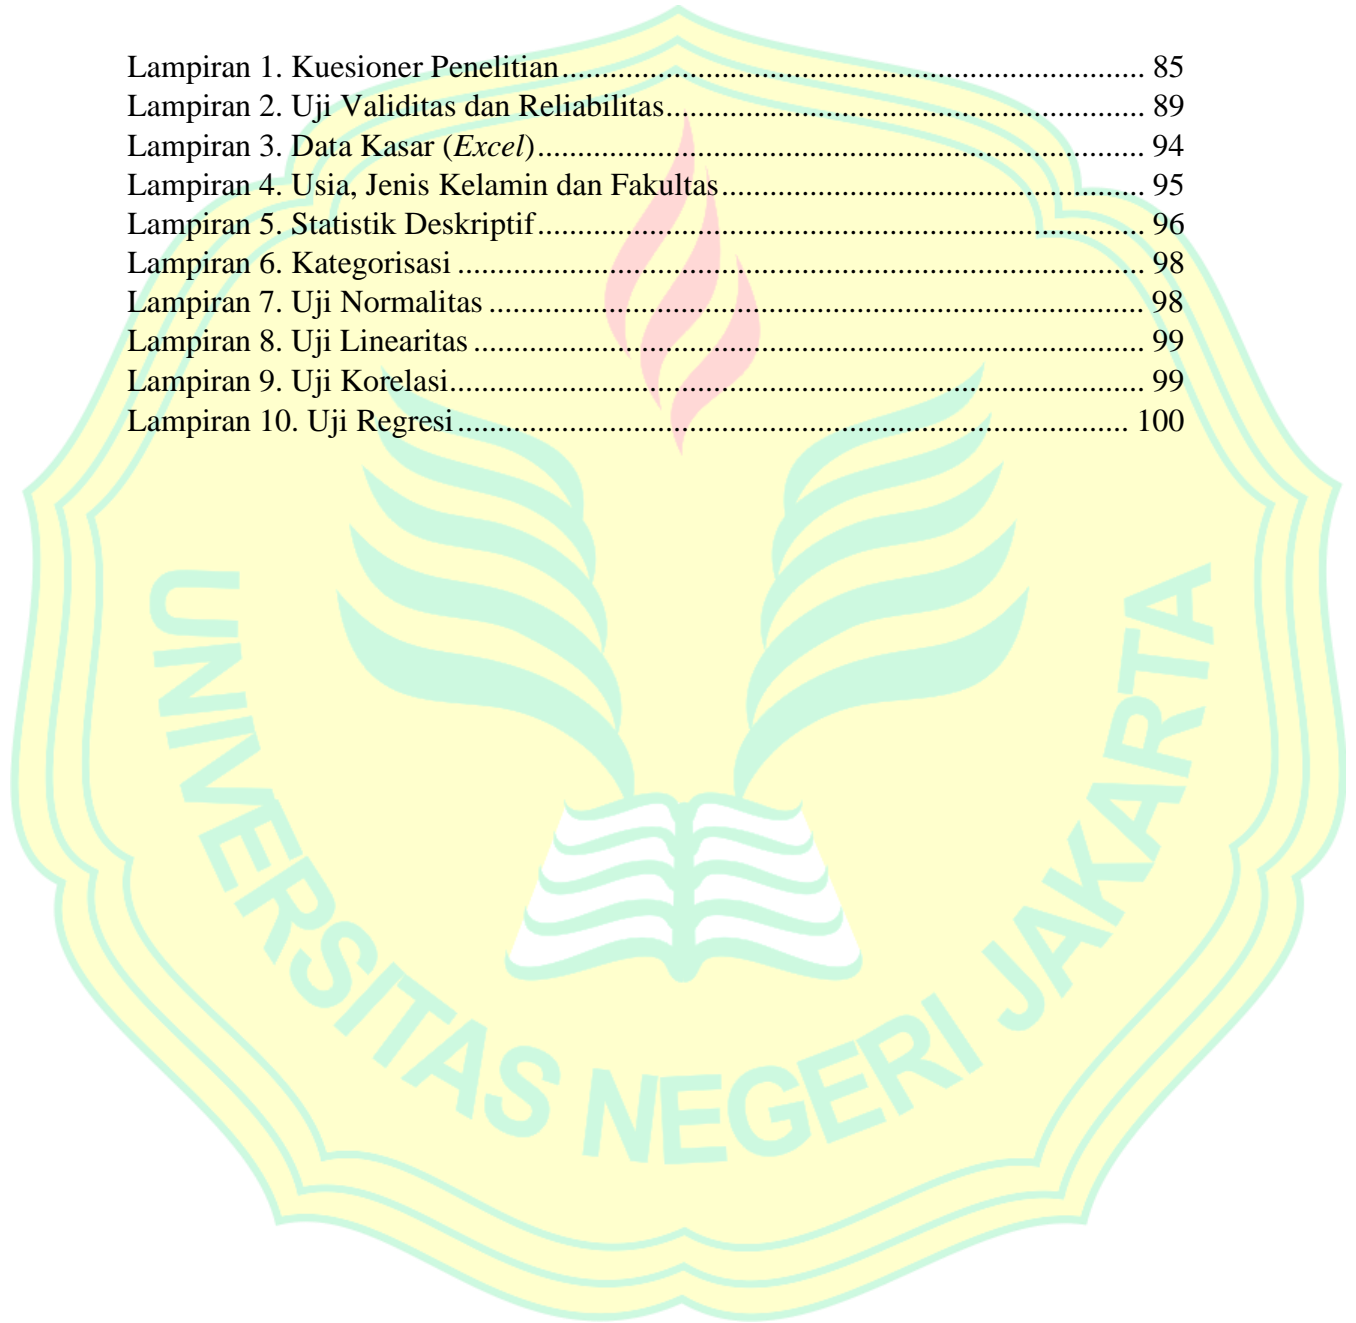 Lampiran 1. Kuesioner Penelitian........................................................................ 85
Lampiran 2. Uji Validitas dan Reliabilitas........................................................... 89
Lampiran 3. Data Kasar (Excel)........................................................................... 94
Lampiran 4. Usia, Jenis Kelamin dan Fakultas.................................................... 95
Lampiran 5. Statistik Deskriptif........................................................................... 96
Lampiran 6. Kategorisasi ..................................................................................... 98
Lampiran 7. Uji Normalitas ................................................................................. 98
Lampiran 8. Uji Linearitas ................................................................................... 99
Lampiran 9. Uji Korelasi...................................................................................... 99
Lampiran 10. Uji Regresi ................................................................................... 100
UNIVERSITAS NEGERI JAKARTA